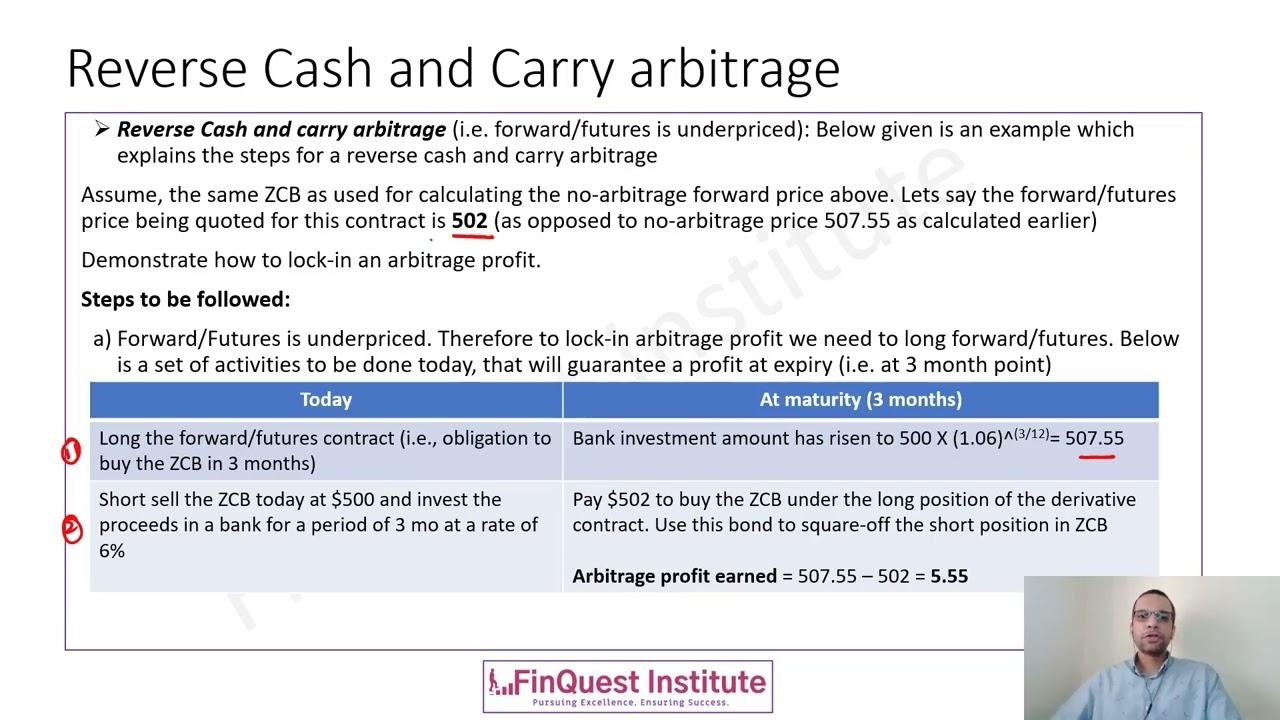 Reverse Cash and Carry arbitrage
➢ Reverse Cash and carry arbitrage (i.e. forward/futures is underpriced): Below given is an example which
explains the steps for a reverse cash and carry arbitrage
Assume, the same ZCB as used for calculating the no-arbitrage forward price above. Lets say the forward/futures
price being quoted for this contract is 502 (as opposed to no-arbitrage price 507.55 as calculated earlier)
Demonstrate how to lock-in an arbitrage profit.
Steps to be followed:
a) Forward/Futures is underpriced. Therefore to lock-in arbitrage profit we need to long forward/futures. Below
is a set of activities to be done today, that will guarantee a profit at expiry (i.e. at 3 month point)
Today
At maturity (3 months)
1
Long the forward/futures contract (i.e., obligation to
buy the ZCB in 3 months)
Bank investment amount has risen to 500 X (1.06)^(3/12)= 507.55
2
Short sell the ZCB today at $500 and invest the
proceeds in a bank for a period of 3 mo at a rate of
6%
Pay $502 to buy the ZCB under the long position of the derivative
contract. Use this bond to square-off the short position in ZCB
Arbitrage profit earned = 507.55 – 502 = 5.55
Institute
FinQuest Institute
Pursuing Excellence. Ensuring Success.